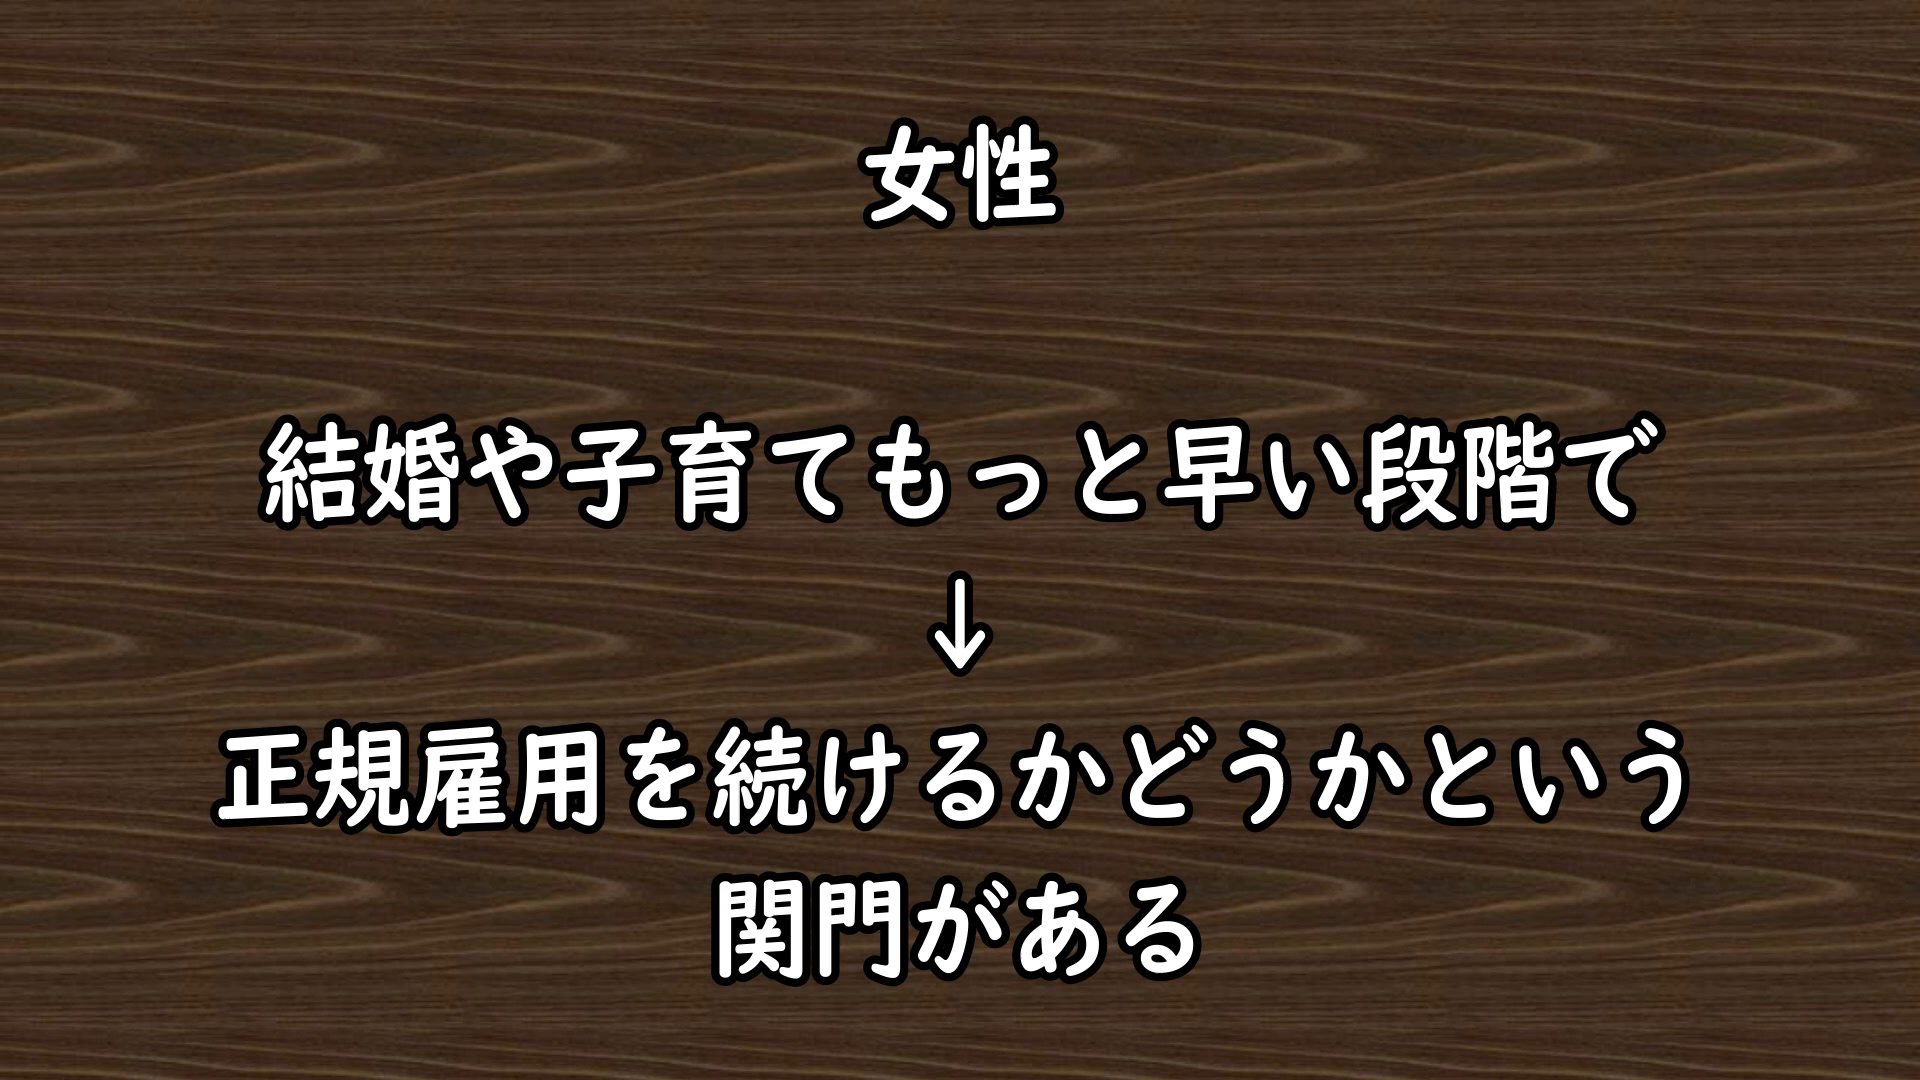 女性
結婚や子育てもっと早い段階で
↓
正規雇用を続けるかどうかという
関門がある